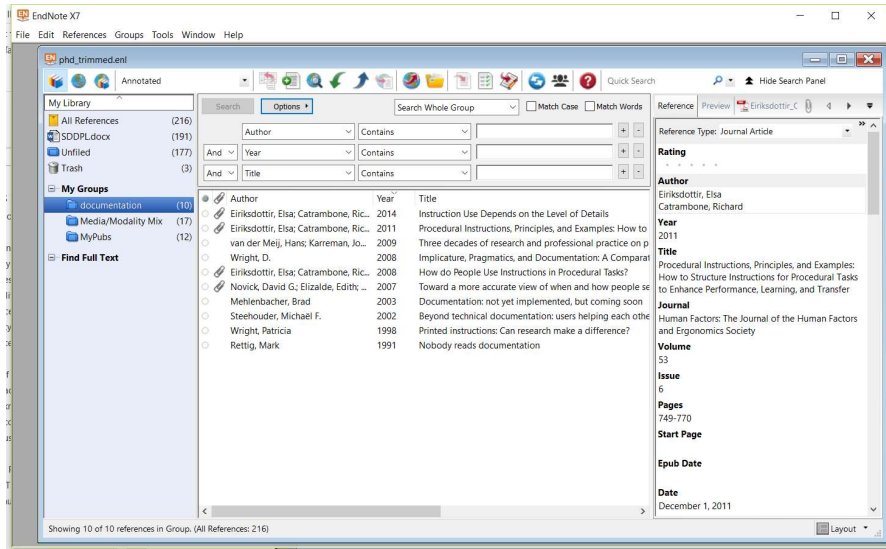 EndNote X7
File Edit References Groups Tools Window Help
phd_trimmed.enl
Annotated
Quick Search
Hide Search Panel
My Library
All References (216)
SDDPL.docx (191)
Unfiled (177)
Trash (3)
My Groups
documentation (10)
Media/Modality Mix (17)
MyPubs (12)
Find Full Text
Search Options Search Whole Group Match Case Match Words
Author Contains + -
And Year Contains
And Title Contains + -
Author Year Title
Eiriksdottir, Elsa; Catrambone, Ric... 2014 Instruction Use Depends on the Level of Details
Eiriksdottir, Elsa; Catrambone, Ric... 2011 Procedural Instructions, Principles, and Examples: How to
van der Meij, Hans; Karreman, Jo... 2009 Three decades of research and professional practice on p
Wright, D. 2008 Implicature, Pragmatics, and Documentation: A Comparat
Eiriksdottir, Elsa; Catrambone, Ric... 2008 How do People Use Instructions in Procedural Tasks?
Novick, David G.; Elizalde, Edith; ... 2007 Toward a more accurate view of when and how people se
Mehlenbacher, Brad 2003 Documentation: not yet implemented, but coming soon
Steehouder, Michaël F. 2002 Beyond technical documentation: users helping each othe
Wright, Patricia 1998 Printed instructions: Can research make a difference?
Rettig, Mark 1991 Nobody reads documentation
Reference Preview Eiriksdottir_C
Reference Type: Journal Article
Rating
Author
Eiriksdottir, Elsa
Catrambone, Richard
Year
2011
Title
Procedural Instructions, Principles, and Examples:
How to Structure Instructions for Procedural Tasks
to Enhance Performance, Learning, and Transfer
Journal
Human Factors: The Journal of the Human Factors
and Ergonomics Society
Volume
53
Issue
6
Pages
749-770
Start Page
Epub Date
Date
December 1, 2011
Showing 10 of 10 references in Group. (All References: 216)
Layout